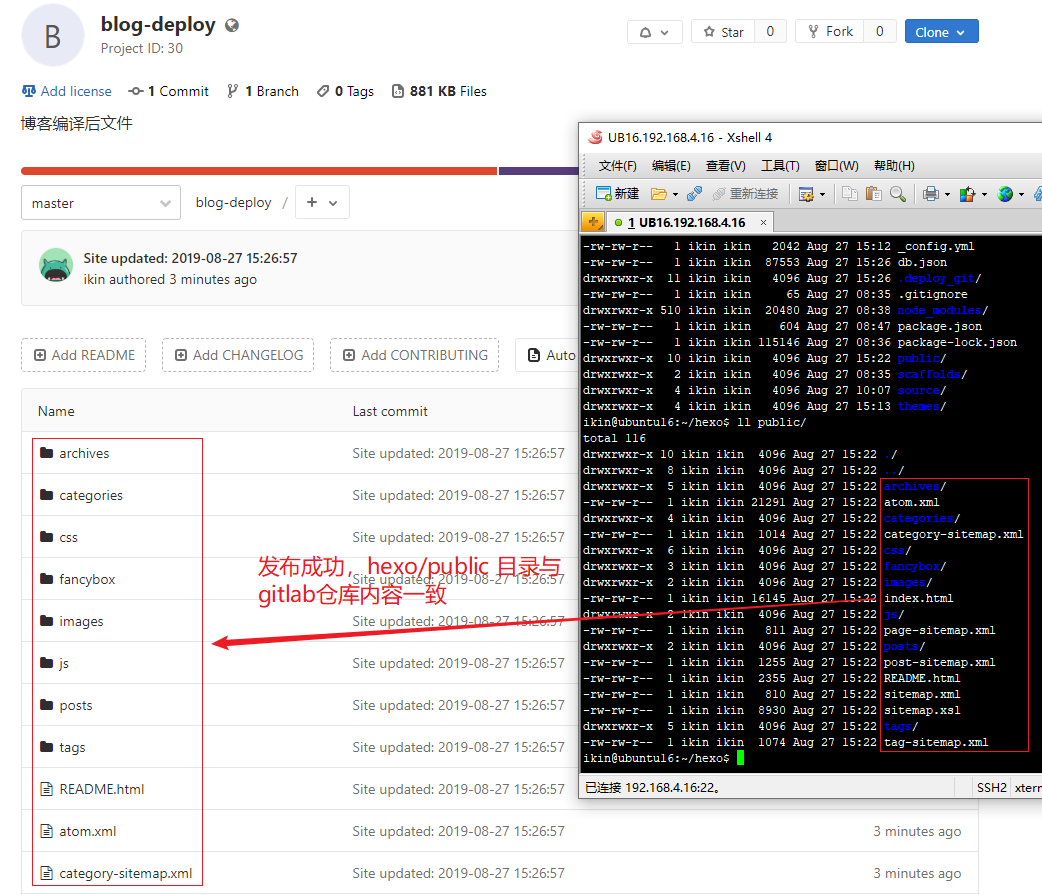 B
blog-deploy
Project ID: 30
Star 0
Fork 0
Clone
Add license
1 Commit
1 Branch
0 Tags
881 KB Files
博客编译后文件
master
blog-deploy / +
Site updated: 2019-08-27 15:26:57
ikin authored 3 minutes ago
Add README
Add CHANGELOG
Add CONTRIBUTING
Auto
Name Last commit
archives Site updated: 2019-08-27 15:26:57
categories Site updated: 2019-08-27 15:26:57
css Site updated: 2019-08-27 15:26:57
fancybox Site updated: 2019-08-27 15:26:57
images Site updated: 2019-08-27 15:26:57
js Site updated: 2019-08-27 15:26:57
posts Site updated: 2019-08-27 15:26:57
tags Site updated: 2019-08-27 15:26:57
README.html Site updated: 2019-08-27 15:26:57
atom.xml Site updated: 2019-08-27 15:26:57 3 minutes ago
category-sitemap.xml Site updated: 2019-08-27 15:26:57 3 minutes ago
发布成功，hexo/public 目录与
gitlab仓库内容一致
UB16.192.168.4.16 - Xshell 4
文件(F) 编辑(E) 查看(V) 工具(T) 窗口(W) 帮助(H)
新建 重新连接
1 UB16.192.168.4.16 ×
-rw-rw-r-- 1 ikin ikin 2042 Aug 27 15:12 _config.yml
-rw-rw-r-- 1 ikin ikin 87553 Aug 27 15:26 db.json
drwxrwxr-x 11 ikin ikin 4096 Aug 27 15:26 .deploy_git/
-rw-rw-r-- 1 ikin ikin 65 Aug 27 08:35 .gitignore
drwxrwxr-x 510 ikin ikin 20480 Aug 27 08:38 node_modules/
-rw-rw-r-- 1 ikin ikin 604 Aug 27 08:47 package.json
-rw-rw-r-- 1 ikin ikin 115146 Aug 27 08:36 package-lock.json
drwxrwxr-x 10 ikin ikin 4096 Aug 27 15:22 public/
drwxrwxr-x 2 ikin ikin 4096 Aug 27 08:35 scaffolds/
drwxrwxr-x 4 ikin ikin 4096 Aug 27 10:07 source/
drwxrwxr-x 4 ikin ikin 4096 Aug 27 15:13 themes/
ikin@ubuntu16:~/hexo$ ll public/
total 116
drwxrwxr-x 10 ikin ikin 4096 Aug 27 15:22 ./
drwxrwxr-x 8 ikin ikin 4096 Aug 27 15:22 ../
drwxrwxr-x 5 ikin ikin 4096 Aug 27 15:22 archives/
-rw-rw-r-- 1 ikin ikin 21291 Aug 27 15:22 atom.xml
drwxrwxr-x 4 ikin ikin 4096 Aug 27 15:22 categories/
-rw-rw-r-- 1 ikin ikin 1014 Aug 27 15:22 category-sitemap.xml
drwxrwxr-x 6 ikin ikin 4096 Aug 27 15:22 css/
drwxrwxr-x 3 ikin ikin 4096 Aug 27 15:22 fancybox/
drwxrwxr-x 2 ikin ikin 4096 Aug 27 15:22 images/
-rw-rw-r-- 1 ikin ikin 16145 Aug 27 15:22 index.html
drwxrwxr-x 2 ikin ikin 4096 Aug 27 15:22 js/
-rw-rw-r-- 1 ikin ikin 811 Aug 27 15:22 page-sitemap.xml
drwxrwxr-x 2 ikin ikin 4096 Aug 27 15:22 posts/
-rw-rw-r-- 1 ikin ikin 1255 Aug 27 15:22 post-sitemap.xml
-rw-rw-r-- 1 ikin ikin 2355 Aug 27 15:22 README.html
-rw-rw-r-- 1 ikin ikin 810 Aug 27 15:22 sitemap.xml
-rw-rw-r-- 1 ikin ikin 8930 Aug 27 15:22 sitemap.xsl
drwxrwxr-x 5 ikin ikin 4096 Aug 27 15:22 tags/
-rw-rw-r-- 1 ikin ikin 1074 Aug 27 15:22 tag-sitemap.xml
ikin@ubuntu16:~/hexo$
已连接 192.168.4.16:22。 SSH2 xterm